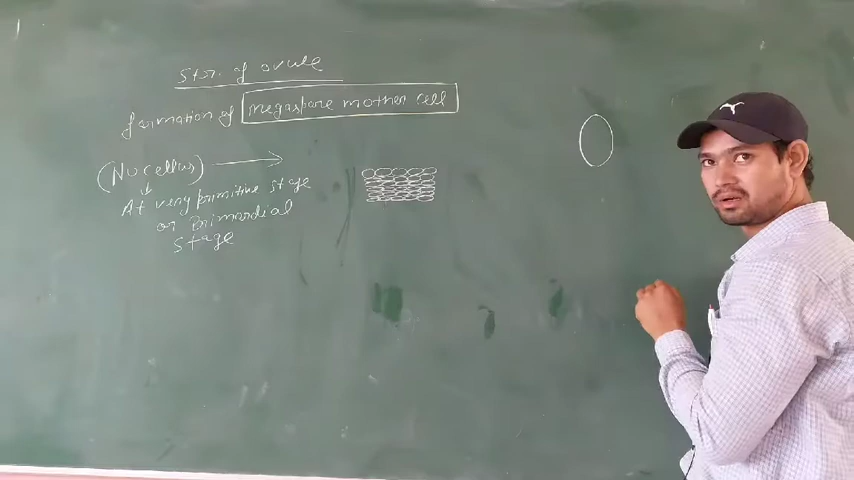 Str. of ovule
formation of megaspore mother cell
(Nucellus) →
↓
At very primitive stage
or Primordial
stage